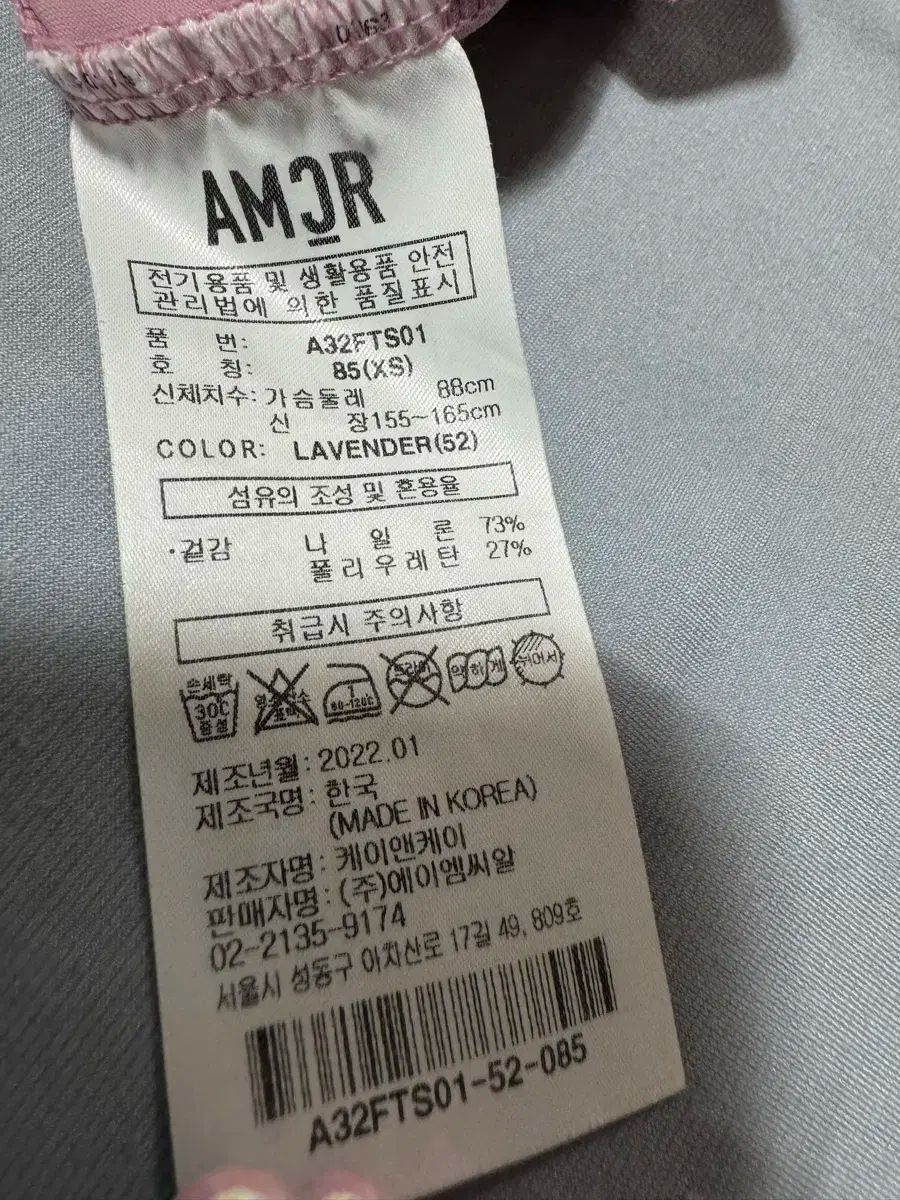 AMCR
전기용품 및 생활용품 안전
관리법에 의한 품질표시
품 번: A32FTS01
호 칭: 85(XS)
신체치수: 가슴둘레 88cm
신 장155~165cm
COLOR: LAVENDER(52)
섬유의 조성 및 혼용율
·겉감 나 일 론 73%
폴 리 우 레 탄 27%
취급시 주의사항
손세탁 30C 중성
80~120℃
약하게
뉘어서
제조년월: 2022.01
제조국명: 한국
(MADE IN KOREA)
제조자명: 케이앤케이
판매자명: (주)에이엠씨알
02-2135-9174
서울시 성동구 아차산로 17길 49, 809호
A32FTS01-52-085